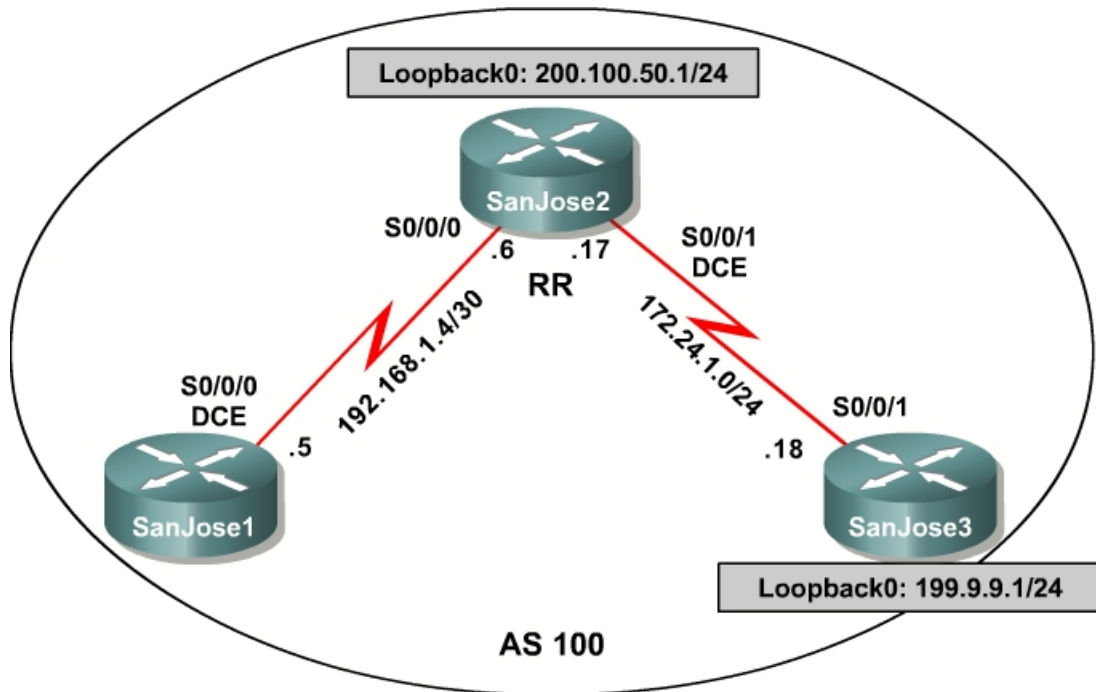 Loopback0: 200.100.50.1/24
SanJose2
S0/0/0
.6
.17
S0/0/1
DCE
RR
192.168.1.4/30
172.24.1.0/24
S0/0/0
DCE
.5
S0/0/1
.18
SanJose1
SanJose3
Loopback0: 199.9.9.1/24
AS 100